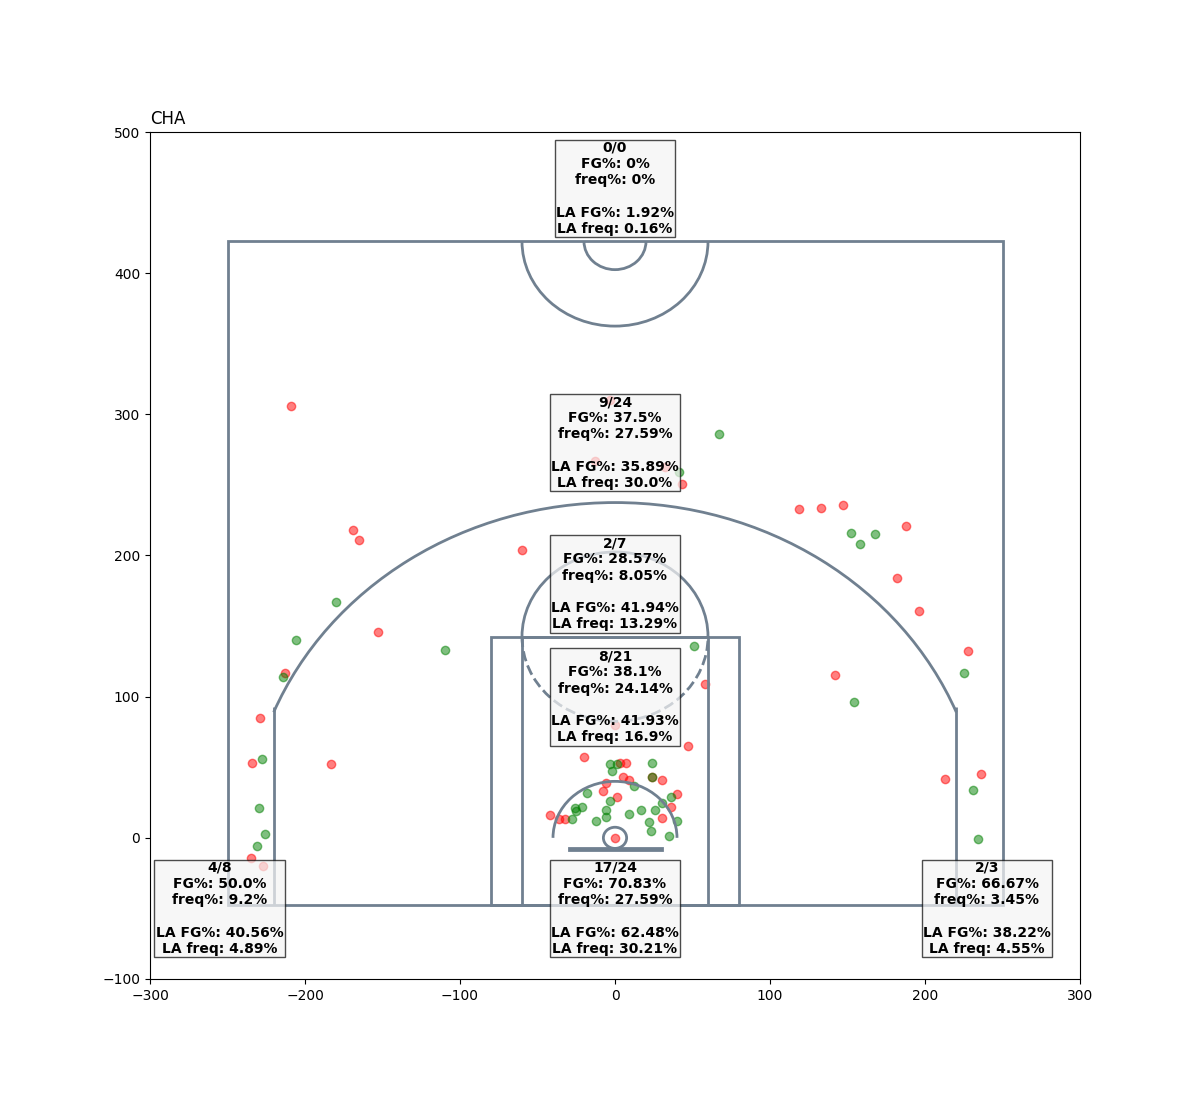 CHA
500
0/0
FG%: 0%
freq%: 0%
LA FG%: 1.92%
LA freq: 0.16%
400
300
9/24
FG%: 37.5%
freq%: 27.59%
LA FG%: 35.89%
LA freq: 30.0%
200
2/7
FG%: 28.57%
freq%: 8.05%
LA FG%: 41.94%
LA freq: 13.29%
100
8/21
FG%: 38.1%
freq%: 24.14%
LA FG%: 41.93%
LA freq: 16.9%
0
4/8
FG%: 50.0%
freq%: 9.2%
LA FG%: 40.56%
LA freq: 4.89%
17/24
FG%: 70.83%
freq%: 27.59%
LA FG%: 62.48%
LA freq: 30.21%
2/3
FG%: 66.67%
freq%: 3.45%
LA FG%: 38.22%
LA freq: 4.55%
−100
−300 −200 −100 0 100 200 300